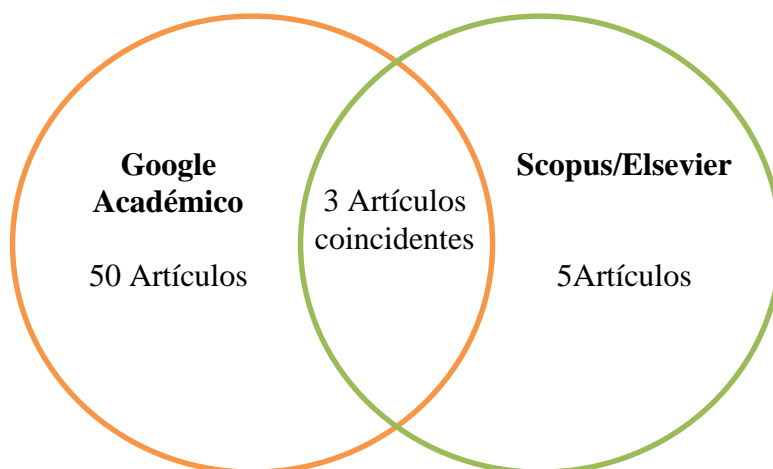 Google
Académico
50 Artículos
3 Artículos
coincidentes
Scopus/Elsevier
5Artículos